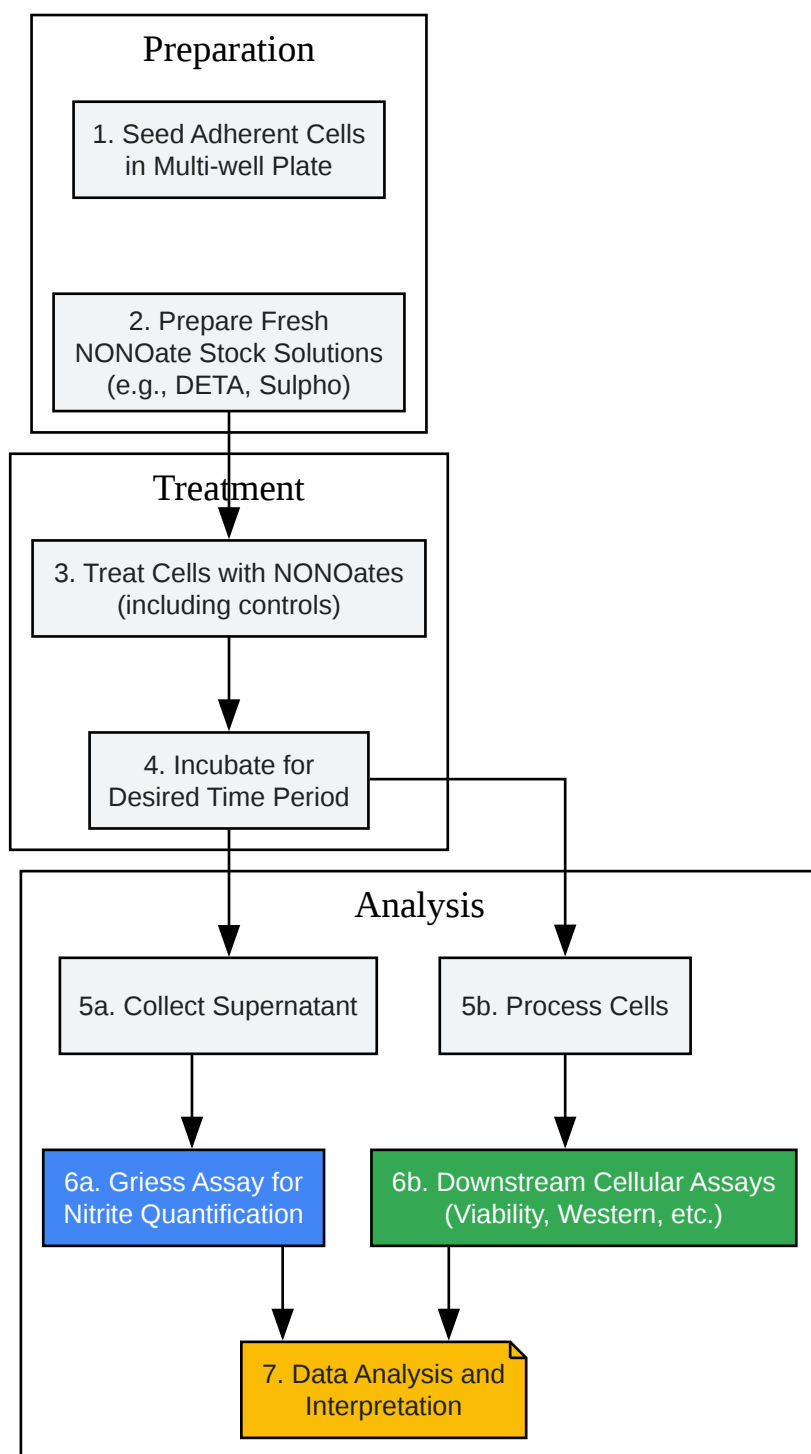 Preparation
1. Seed Adherent Cells
in Multi-well Plate
2. Prepare Fresh
NONOate Stock Solutions
(e.g., DETA, Sulpho)
Treatment
3. Treat Cells with NONOates
(including controls)
4. Incubate for
Desired Time Period
Analysis
5a. Collect Supernatant
5b. Process Cells
6a. Griess Assay for
Nitrite Quantification
6b. Downstream Cellular Assays
(Viability, Western, etc.)
7. Data Analysis and
Interpretation